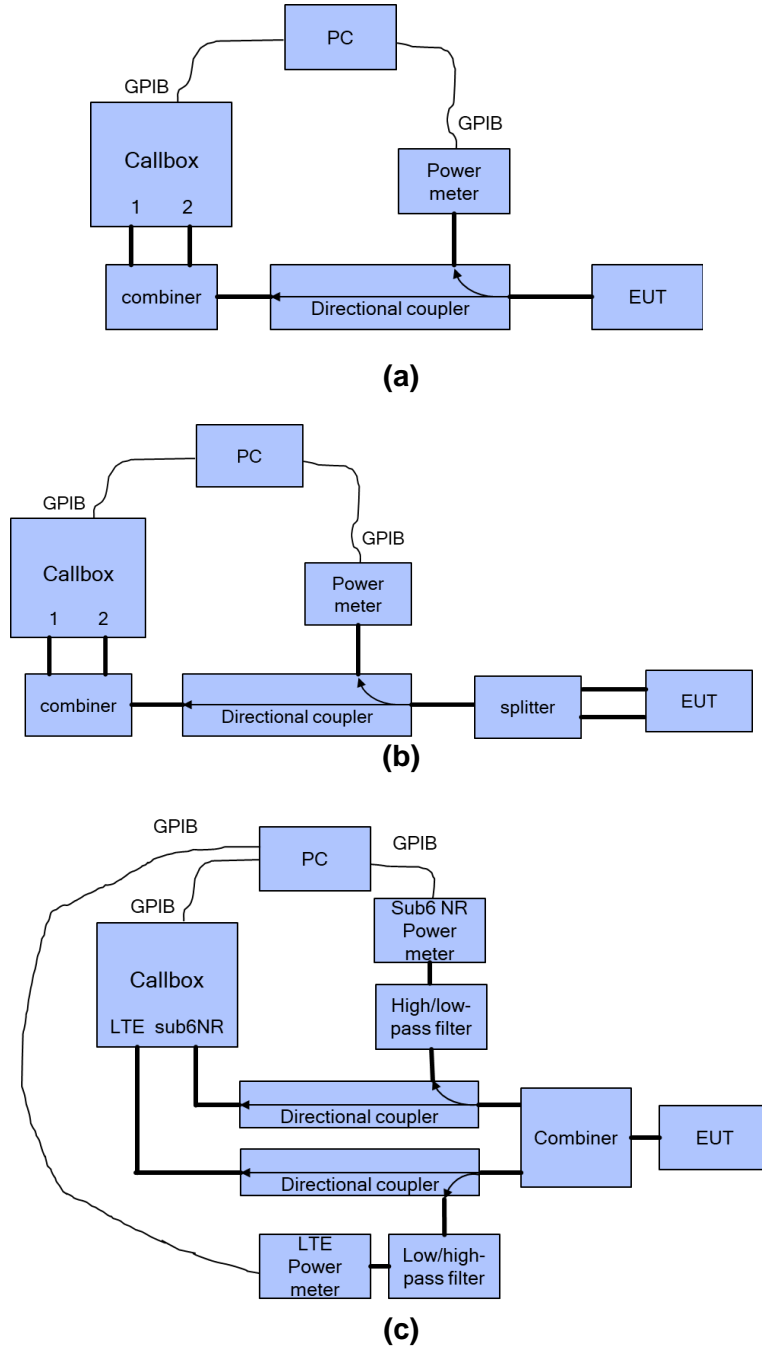 PC
GPIB
GPIB
Callbox
1 2
Power
meter
combiner
Directional coupler
EUT
(a)
PC
GPIB
GPIB
Callbox
1 2
Power
meter
combiner
Directional coupler
splitter
EUT
(b)
GPIB
PC
GPIB
GPIB
Sub6 NR
Power
meter
Callbox
LTE sub6NR
High/low-
pass filter
Directional coupler
Combiner
EUT
Directional coupler
LTE
Power
meter
Low/high-
pass filter
(c)